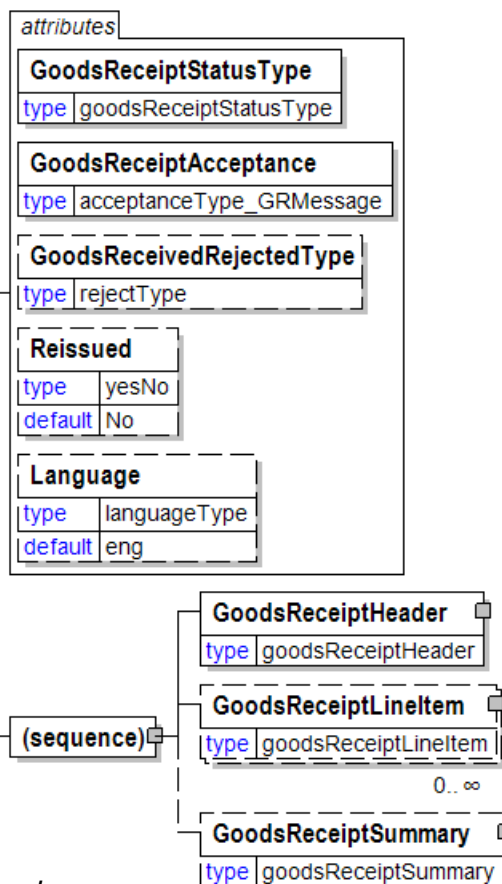 attributes
GoodsReceiptStatusType
type goodsReceiptStatusType
GoodsReceiptAcceptance
type acceptanceType_GRMessage
GoodsReceivedRejectedType
type rejectType
Reissued
type yesNo
default No
Language
type languageType
default eng
GoodsReceiptHeader
type goodsReceiptHeader
GoodsReceiptLineItem
type goodsReceiptLineItem
(sequence)
0..∞
GoodsReceiptSummary
type goodsReceiptSummary